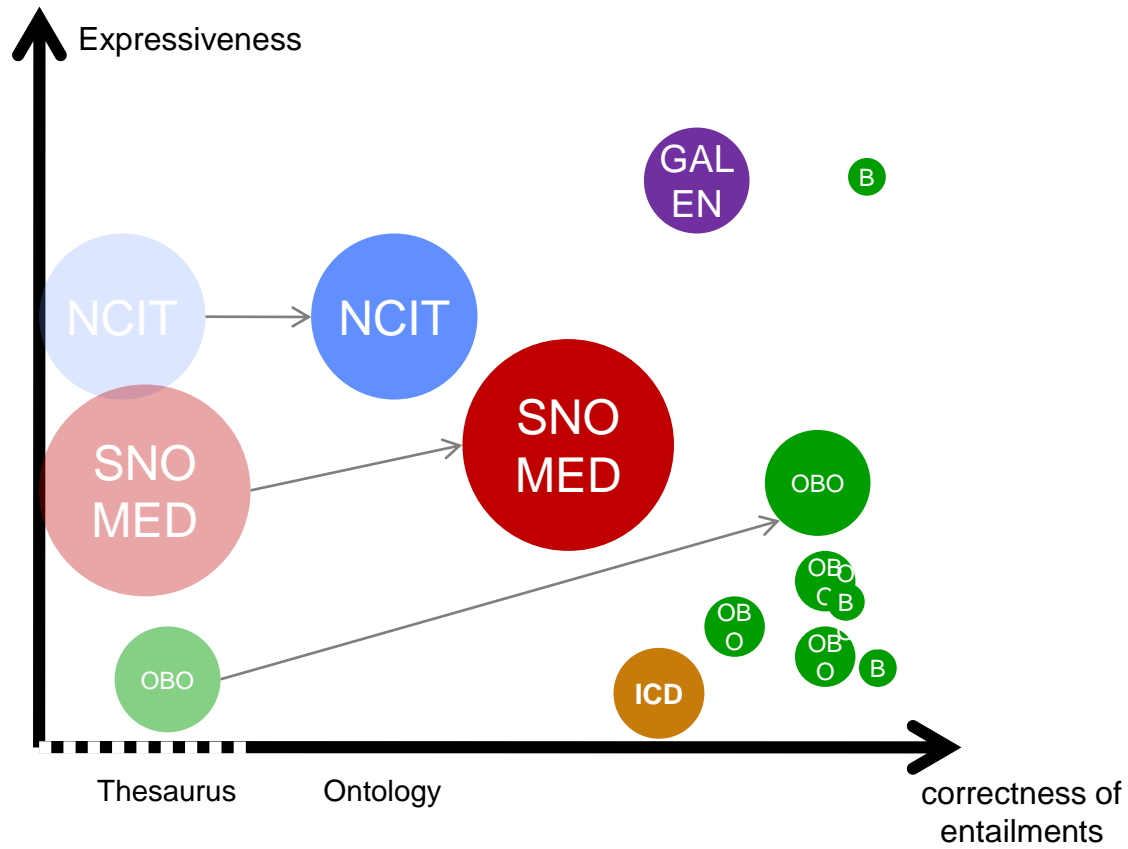 Expressiveness
GAL
EN
B
NCIT
NCIT
SNO
MED
SNO
MED
OBO
OBO
OB
O
B
OB
O
OB
O
B
ICD
Thesaurus
Ontology
correctness of
entailments